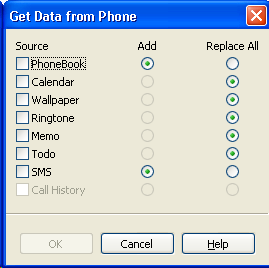 Get Data from Phone
Source Add Replace All
PhoneBook
Calendar
Wallpaper
Ringtone
Memo
Todo
SMS
Call History
OK Cancel Help